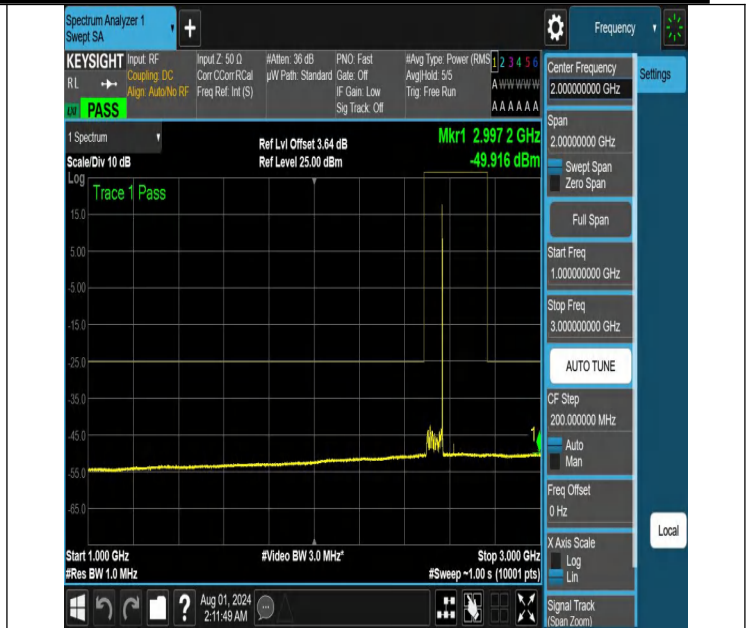 Spectrum Analyzer 1
Swept SA
+
Frequency
KEYSIGHT
RL
PASS
Input: RF
Coupling: DC
Align: Auto/No RF
Input Z: 50 Ω
Corr CCorr RCal
Freq Ref: Int (S)
#Atten: 36 dB
µW Path: Standard
PNO: Fast
Gate: Off
IF Gain: Low
Sig Track: Off
#Avg Type: Power (RMS
Avg|Hold: 5/5
Trig: Free Run
1 2 3 4 5 6
A W W W W W
A A A A A A
1 Spectrum
Scale/Div 10 dB
Ref Lvl Offset 3.64 dB
Ref Level 25.00 dBm
Mkr1 2.997 2 GHz
-49.916 dBm
Log
Trace 1 Pass
15.0
5.00
-5.00
-15.0
-25.0
-35.0
-45.0
-55.0
-65.0
1
Start 1.000 GHz
#Res BW 1.0 MHz
#Video BW 3.0 MHz*
Stop 3.000 GHz
#Sweep ~1.00 s (10001 pts)
Aug 01, 2024
2:11:49 AM
Center Frequency
2.000000000 GHz
Span
2.00000000 GHz
Swept Span
Zero Span
Full Span
Start Freq
1.000000000 GHz
Stop Freq
3.000000000 GHz
AUTO TUNE
CF Step
200.000000 MHz
Auto
Man
Freq Offset
0 Hz
X Axis Scale
Log
Lin
Signal Track
(Span Zoom)
Settings
Local